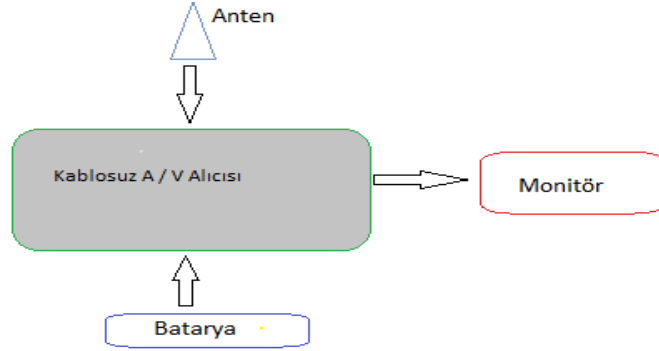 Anten
Kablosuz A / V Alıcısı
Monitör
Batarya